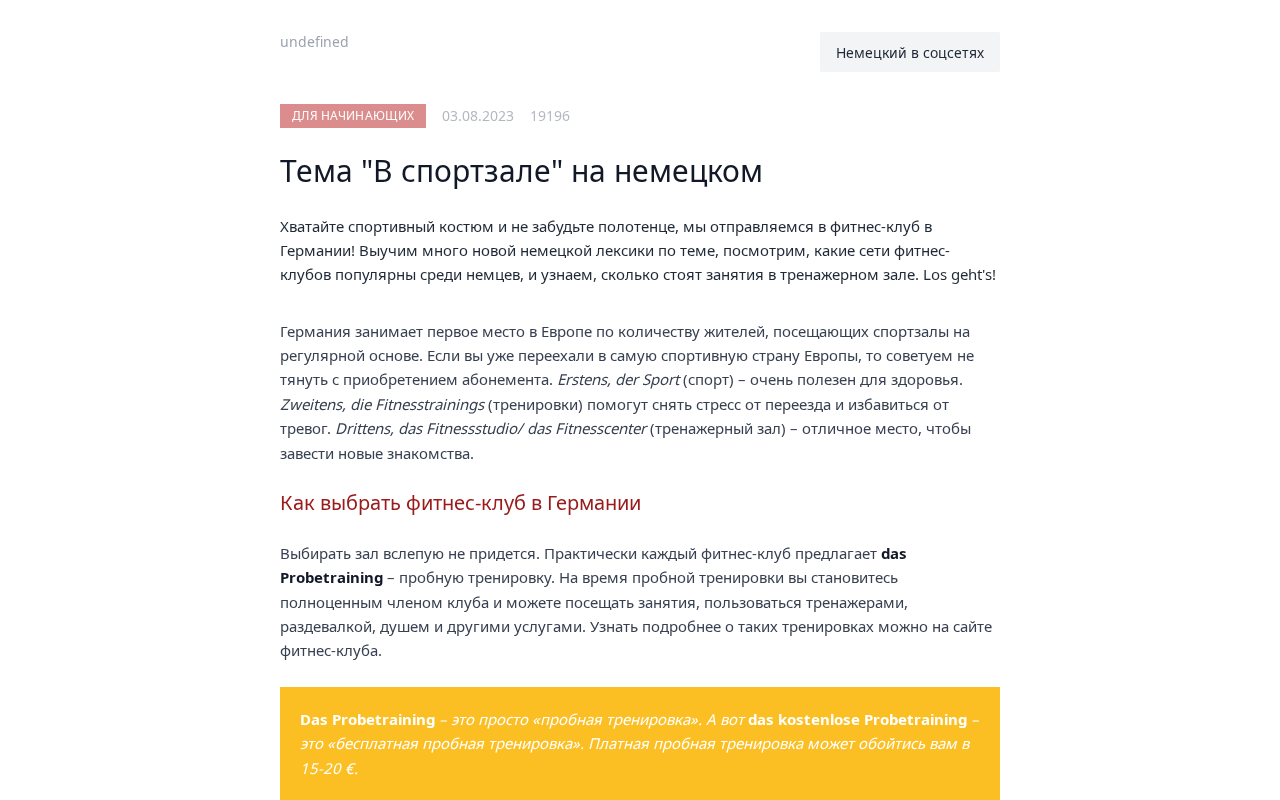 undefined
Немецкий в соцсетях
ДЛЯ НАЧИНАЮЩИХ 03.08.2023 19196
Тема "В спортзале" на немецком
Хватайте спортивный костюм и не забудьте полотенце, мы отправляемся в фитнес-клуб в
Германии! Выучим много новой немецкой лексики по теме, посмотрим, какие сети фитнес-
клубов популярны среди немцев, и узнаем, сколько стоят занятия в тренажерном зале. Los geht's!
Германия занимает первое место в Европе по количеству жителей, посещающих спортзалы на
регулярной основе. Если вы уже переехали в самую спортивную страну Европы, то советуем не
тянуть с приобретением абонемента. Erstens, der Sport (спорт) – очень полезен для здоровья.
Zweitens, die Fitnesstrainings (тренировки) помогут снять стресс от переезда и избавиться от
тревог. Drittens, das Fitnessstudio/ das Fitnesscenter (тренажерный зал) – отличное место, чтобы
завести новые знакомства.
Как выбрать фитнес-клуб в Германии
Выбирать зал вслепую не придется. Практически каждый фитнес-клуб предлагает das
Probetraining – пробную тренировку. На время пробной тренировки вы становитесь
полноценным членом клуба и можете посещать занятия, пользоваться тренажерами,
раздевалкой, душем и другими услугами. Узнать подробнее о таких тренировках можно на сайте
фитнес-клуба.
Das Probetraining – это просто «пробная тренировка». А вот das kostenlose Probetraining –
это «бесплатная пробная тренировка». Платная пробная тренировка может обойтись вам в
15-20 €.